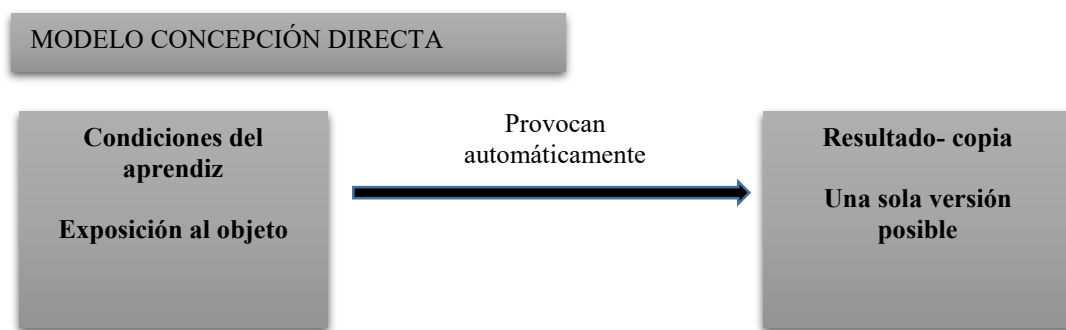 MODELO CONCEPCIÓN DIRECTA
Condiciones del
aprendiz
Exposición al objeto
Provocan
automáticamente
Resultado- copia
Una sola versión
posible